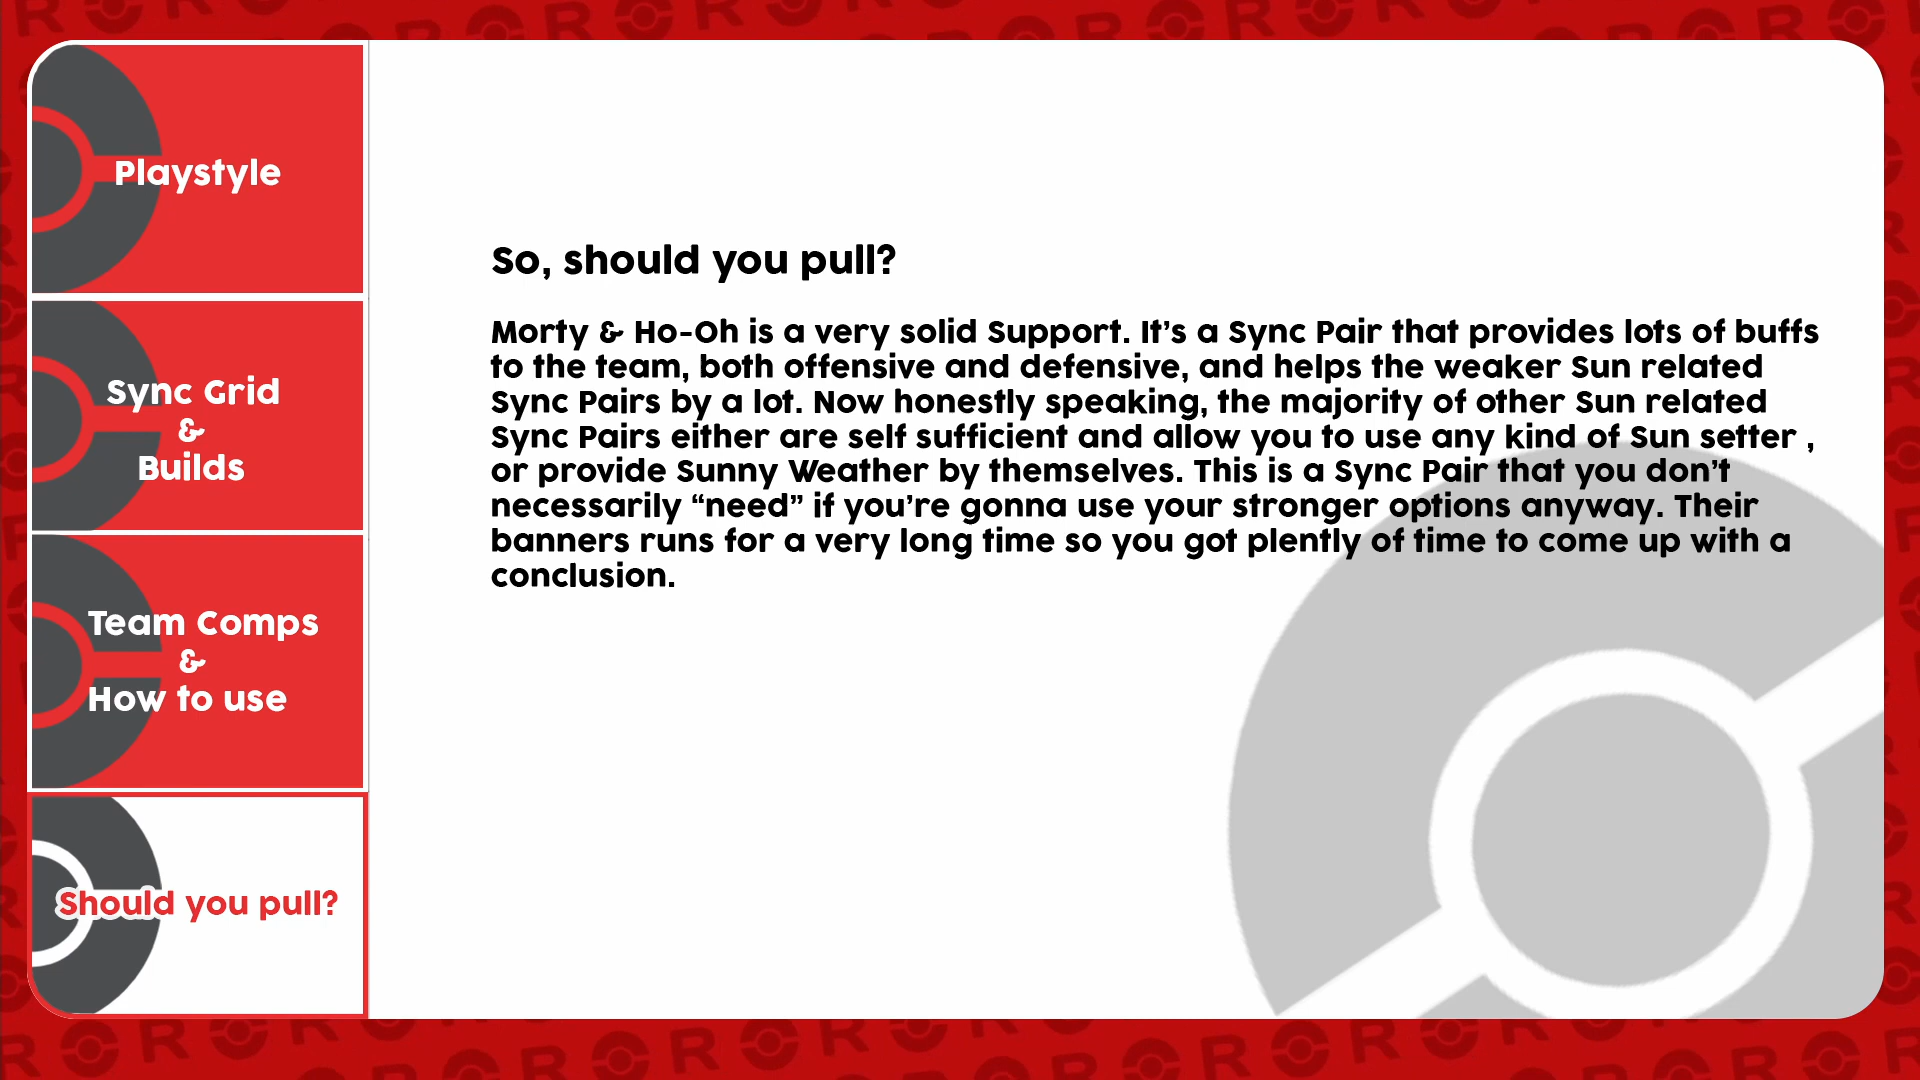 Playstyle
Sync Grid
&
Builds
Team Comps
&
How to use
Should you pull?
So, should you pull?
Morty & Ho-Oh is a very solid Support. It’s a Sync Pair that provides lots of buffs
to the team, both offensive and defensive, and helps the weaker Sun related
Sync Pairs by a lot. Now honestly speaking, the majority of other Sun related
Sync Pairs either are self sufficient and allow you to use any kind of Sun setter ,
or provide Sunny Weather by themselves. This is a Sync Pair that you don’t
necessarily “need” if you’re gonna use your stronger options anyway. Their
banners runs for a very long time so you got plently of time to come up with a
conclusion.